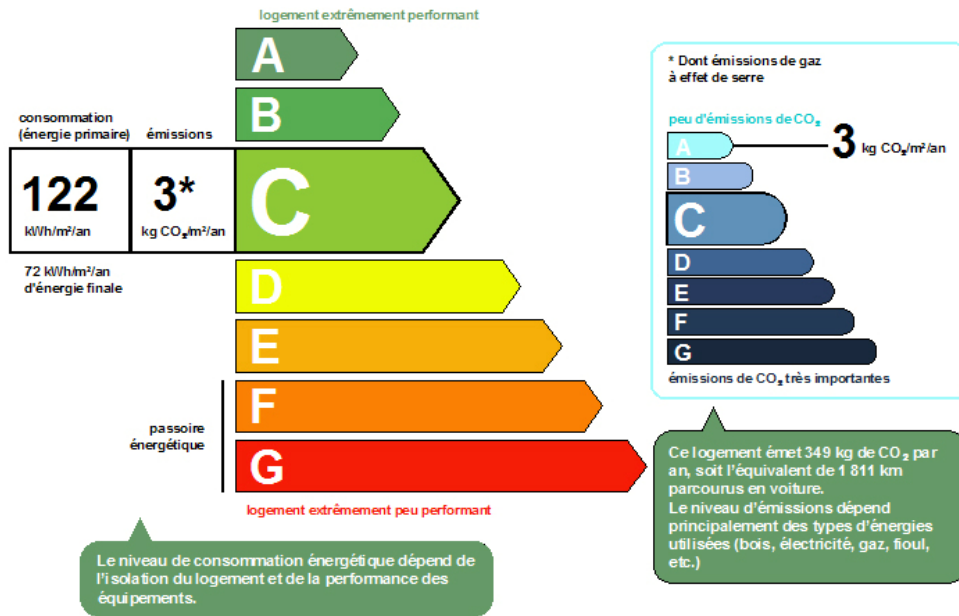 logement extrêmement performant
A
B
consommation
(énergie primaire)
émissions
122
kWh/m²/an
3*
kg CO₂/m²/an
C
72 kWh/m²/an
d'énergie finale
D
E
F
passoire
énergétique
G
logement extrêmement peu performant
Le niveau de consommation énergétique dépend de
l'isolation du logement et de la performance des
équipements.
* Dont émissions de gaz
à effet de serre
peu d'émissions de CO₂
A
3 kg CO₂/m²/an
B
C
D
E
F
G
émissions de CO₂ très importantes
Ce logement émet 349 kg de CO₂ par
an, soit l'équivalent de 1 811 km
parcourus en voiture.
Le niveau d'émissions dépend
principalement des types d'énergies
utilisées (bois, électricité, gaz, fioul,
etc.)